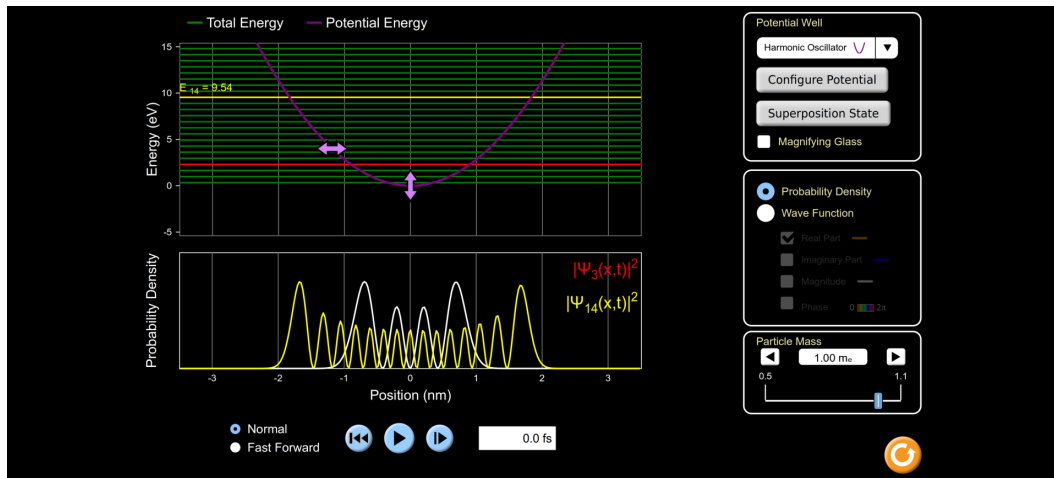 Total Energy
Potential Energy
Energy (eV)
15
10
5
0
-5
E 14 = 9.54
Probability Density
|Ψ3(x,t)|2
|Ψ14(x,t)|2
-3 -2 -1 0 1 2 3
Position (nm)
Normal
Fast Forward
0.0 fs
Potential Well
Harmonic Oscillator
Configure Potential
Superposition State
Magnifying Glass
Probability Density
Wave Function
Real Part
Imaginary Part
Magnitude
Phase 0 2π
Particle Mass
1.00 me
0.5 1.1